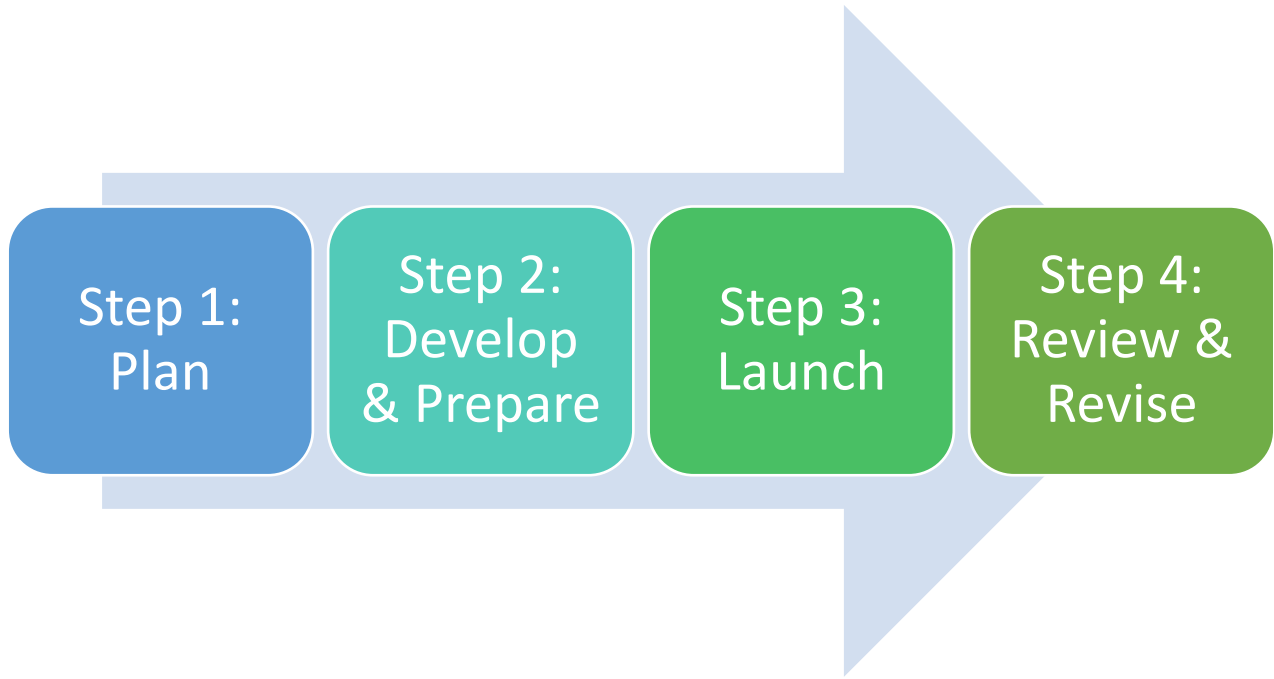 Step 1:
Plan
Step 2:
Develop
& Prepare
Step 3:
Launch
Step 4:
Review &
Revise